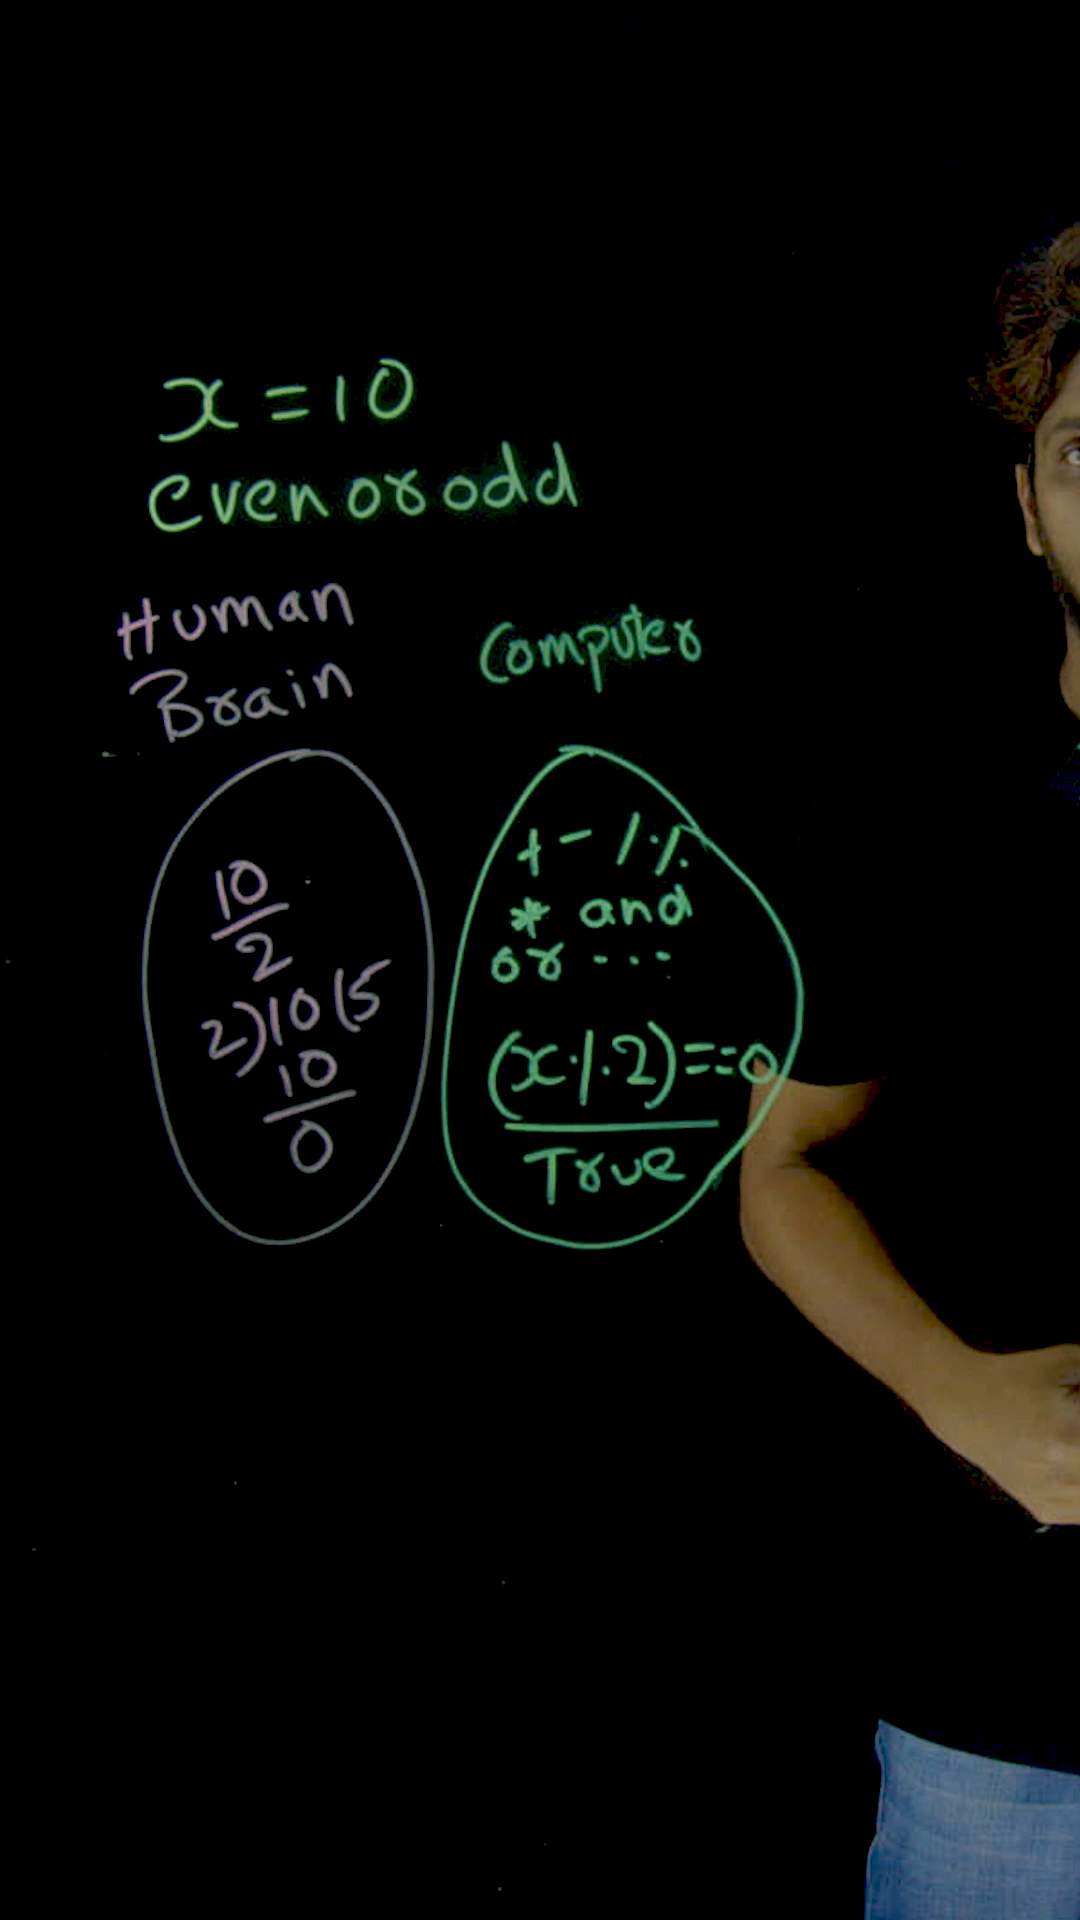 x = 10
even or odd
Human
Brain
10
2
2)10(5
10
0
Computer
+ - / %
* and
or ...
(x % 2) == 0
True